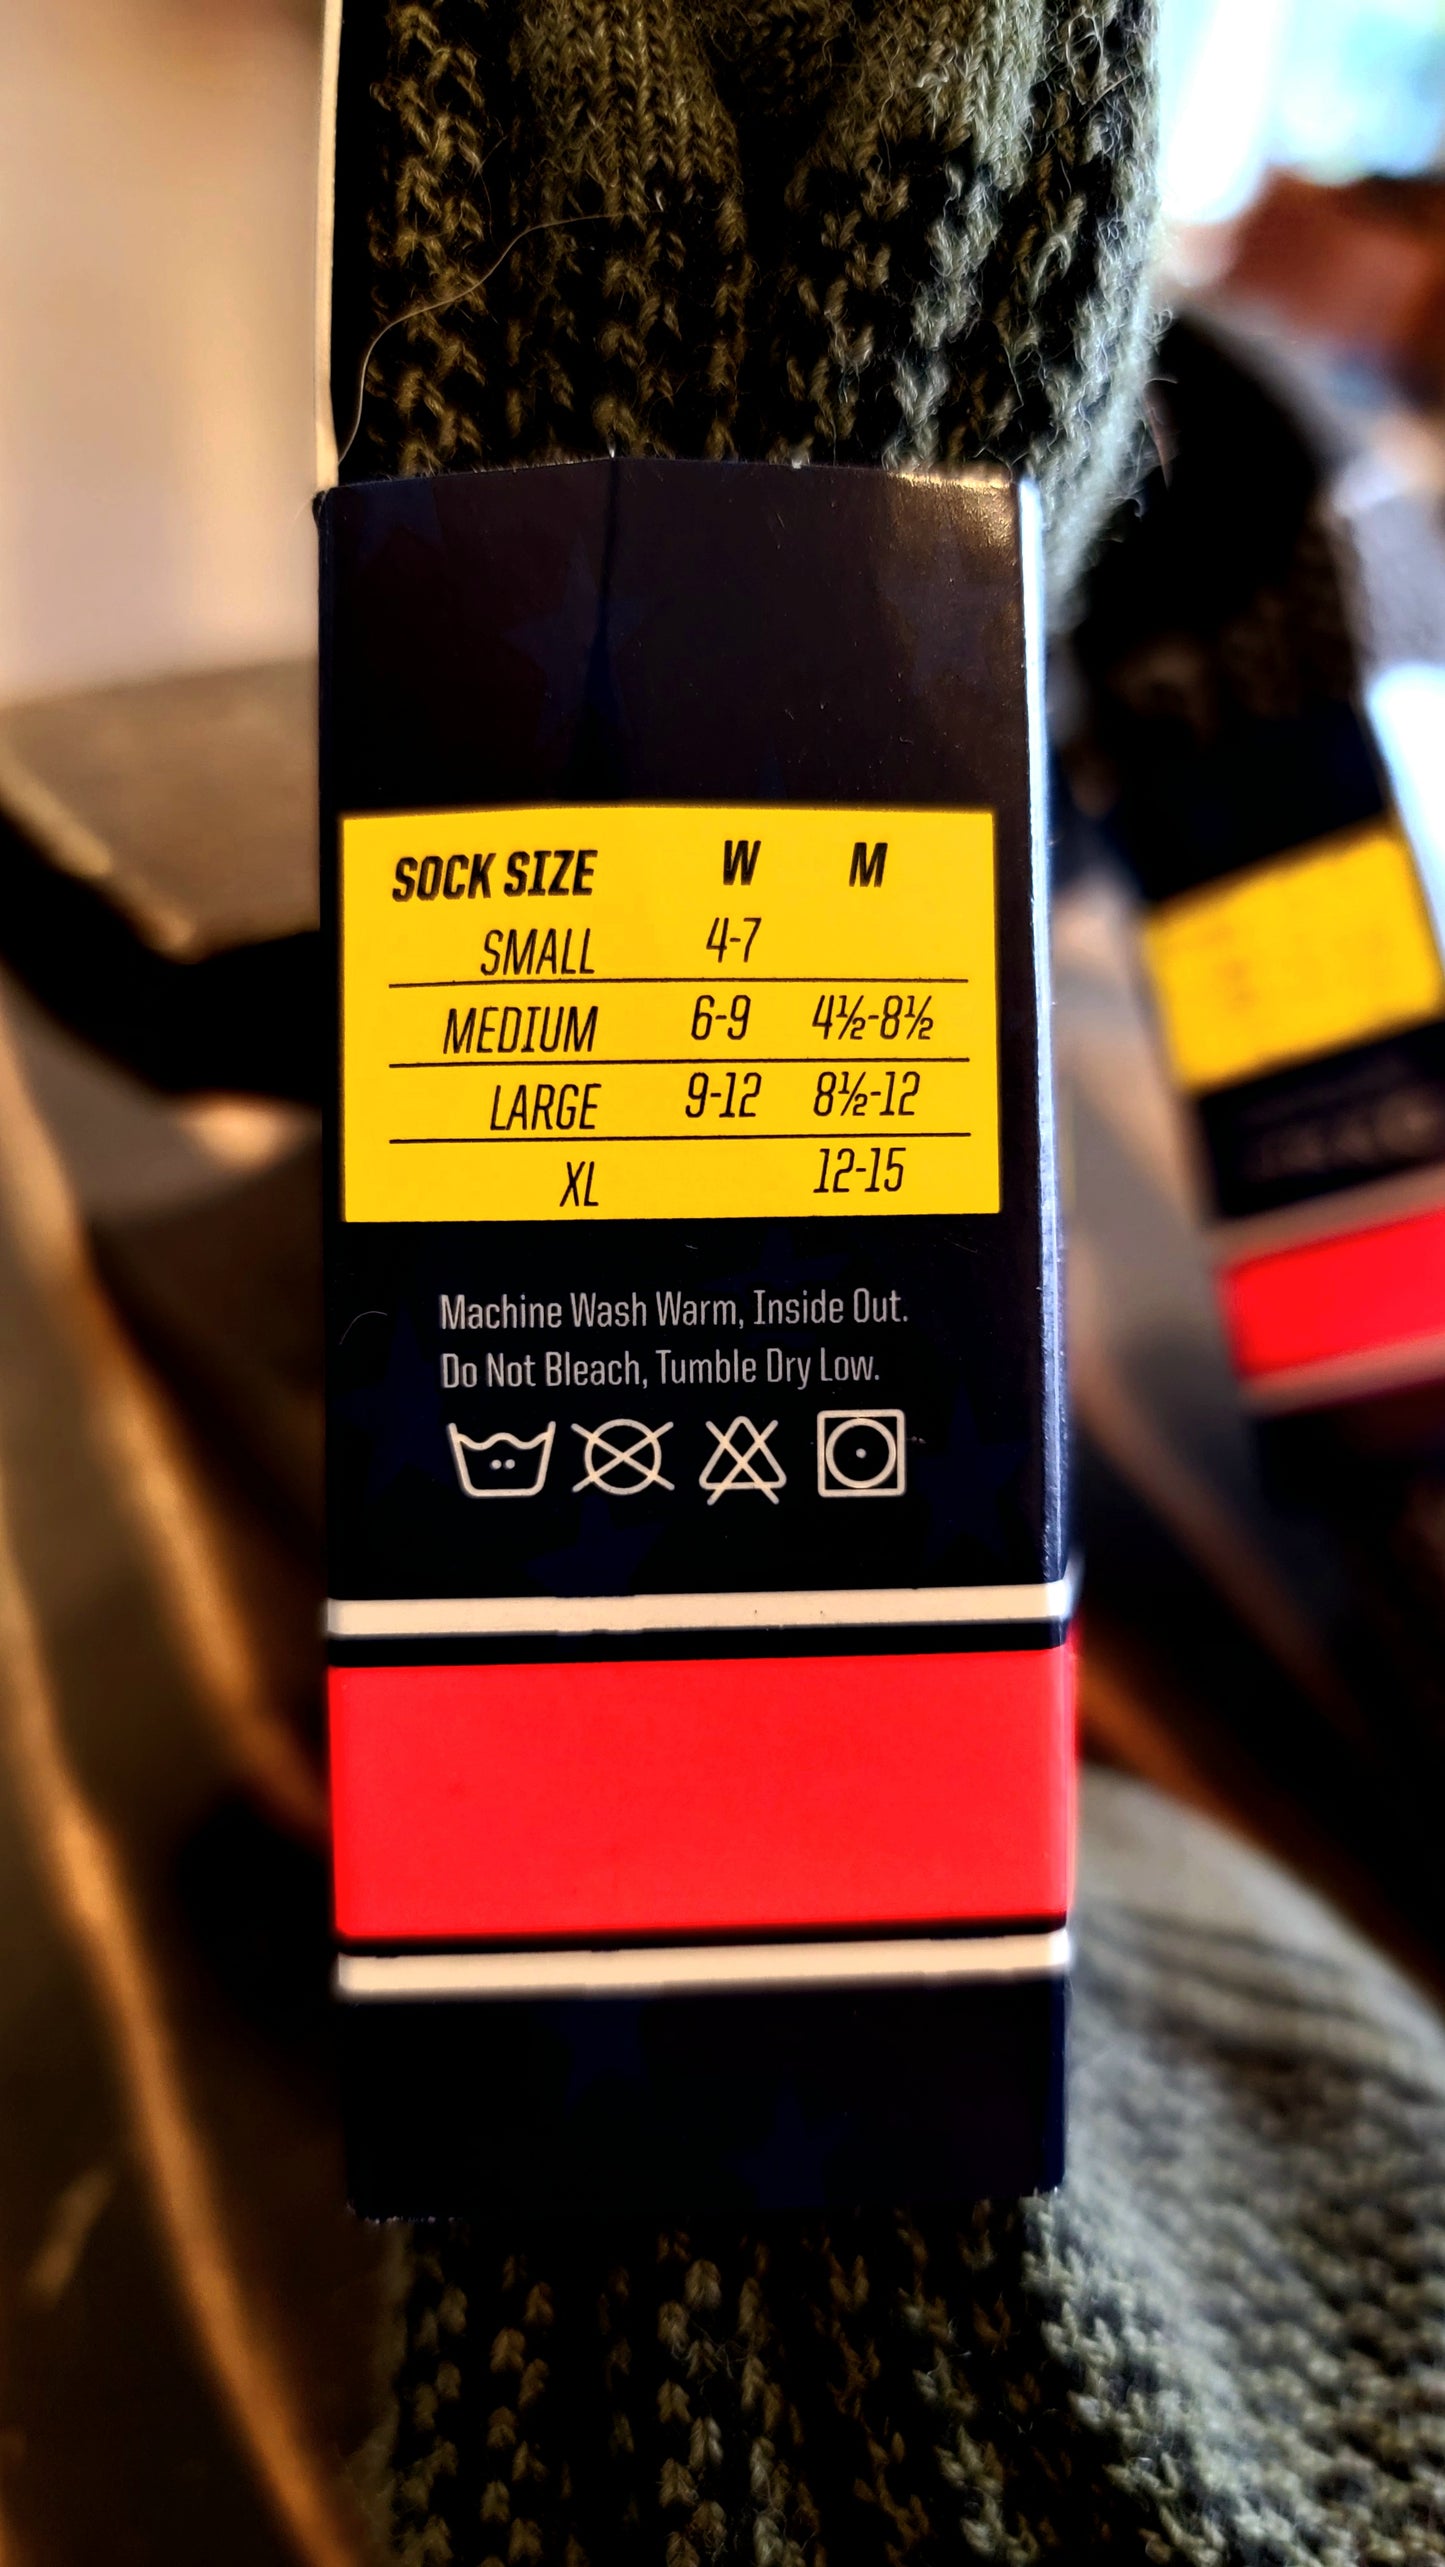 SOCK SIZE W M
SMALL 4-7
MEDIUM 6-9 4½-8½
LARGE 9-12 8½-12
XL 12-15
Machine Wash Warm, Inside Out.
Do Not Bleach, Tumble Dry Low.